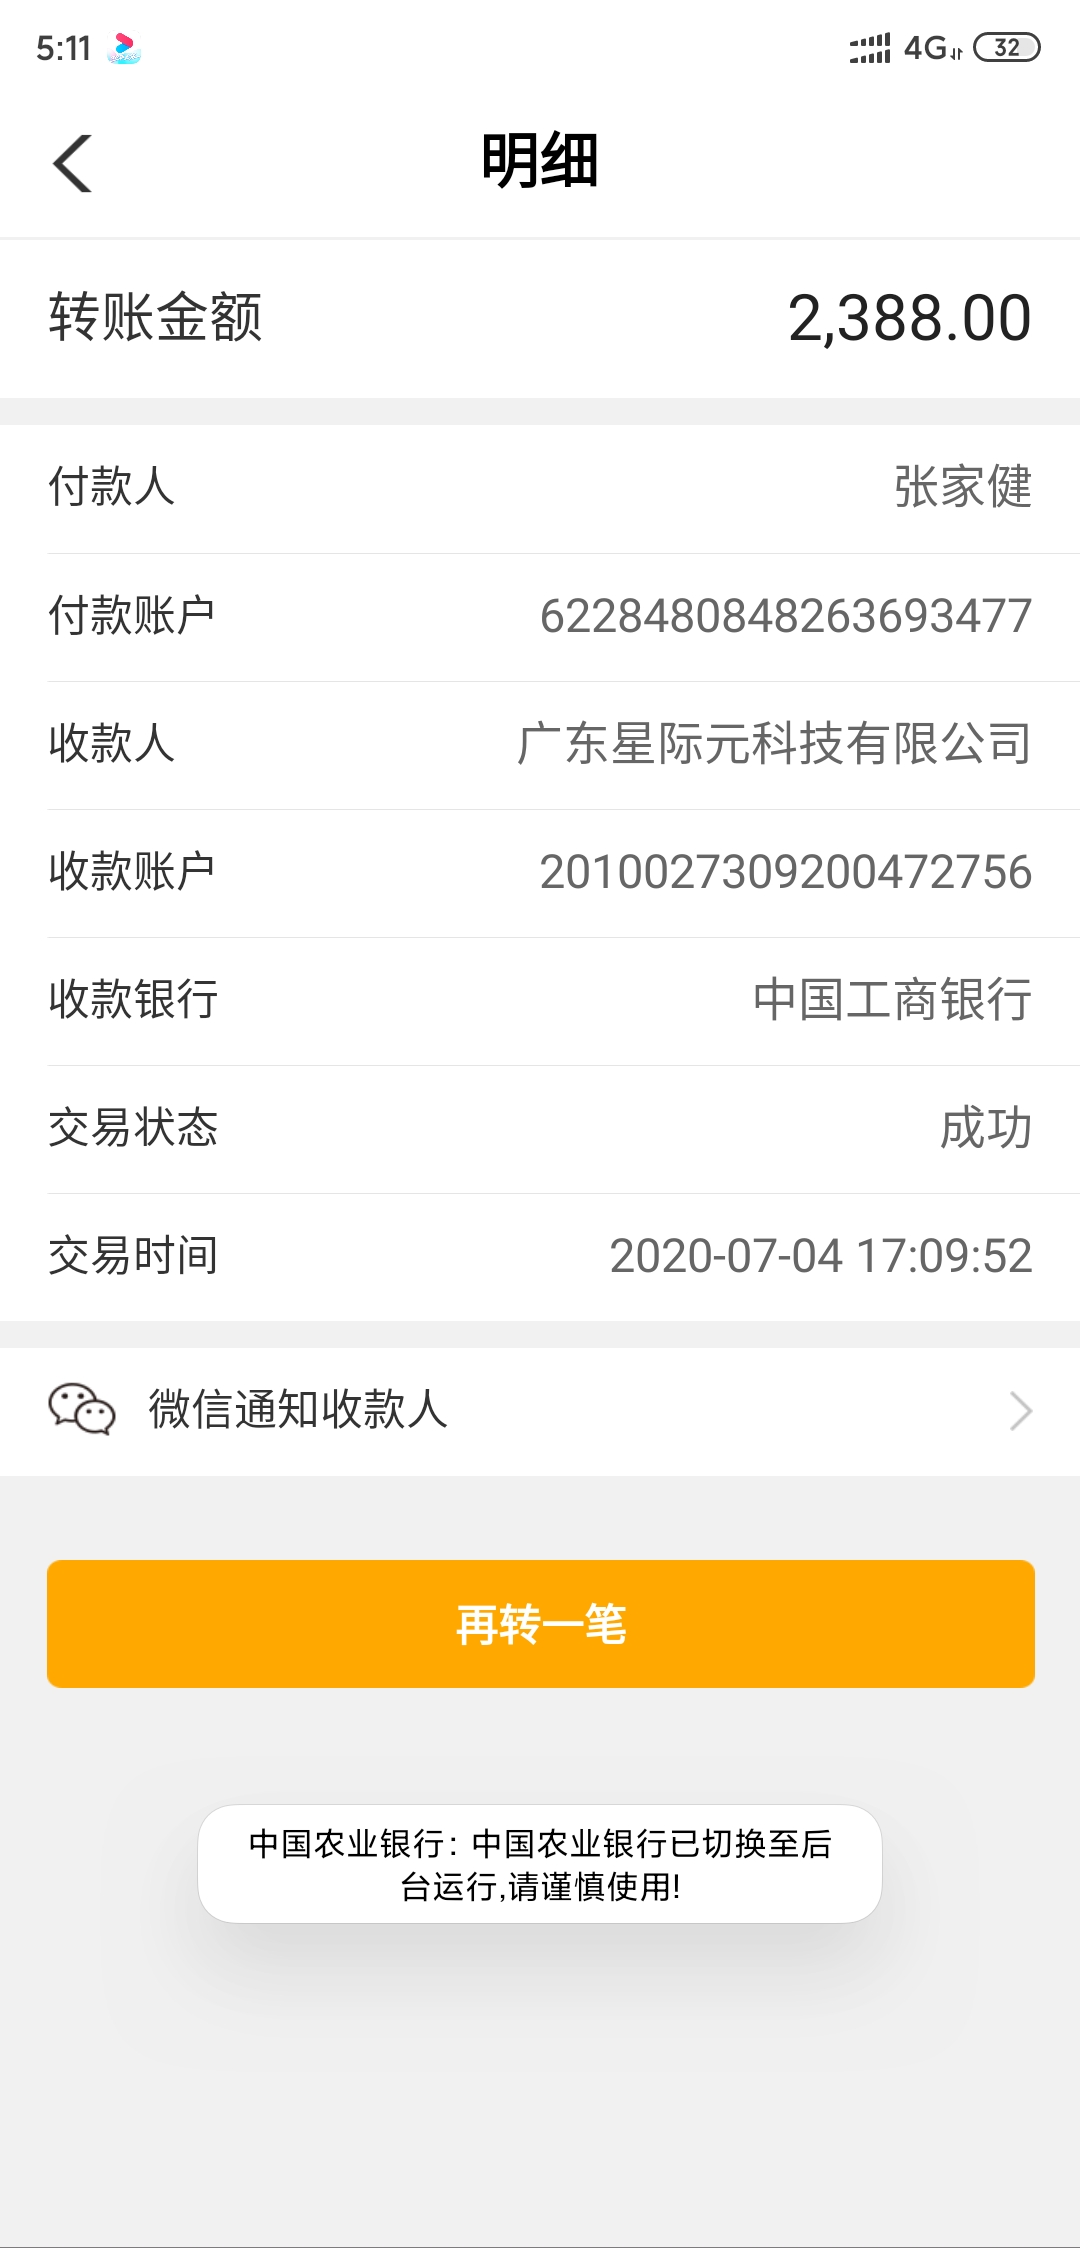 5:11
4G 32
明细
转账金额 2,388.00
付款人 张家健
付款账户 6228480848263693477
收款人 广东星际元科技有限公司
收款账户 2010027309200472756
收款银行 中国工商银行
交易状态 成功
交易时间 2020-07-04 17:09:52
微信通知收款人
再转一笔
中国农业银行: 中国农业银行已切换至后
台运行,请谨慎使用!